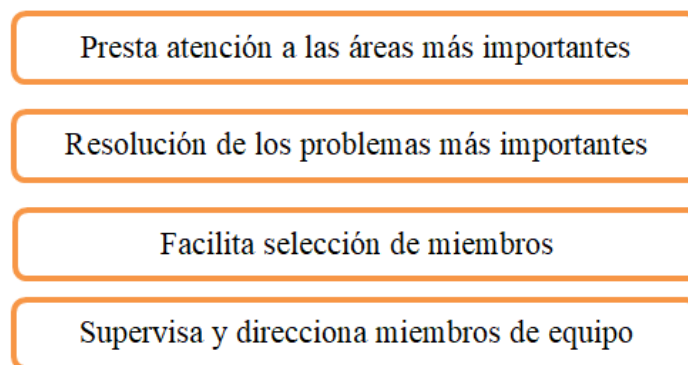 Presta atención a las áreas más importantes
Resolución de los problemas más importantes
Facilita selección de miembros
Supervisa y direcciona miembros de equipo